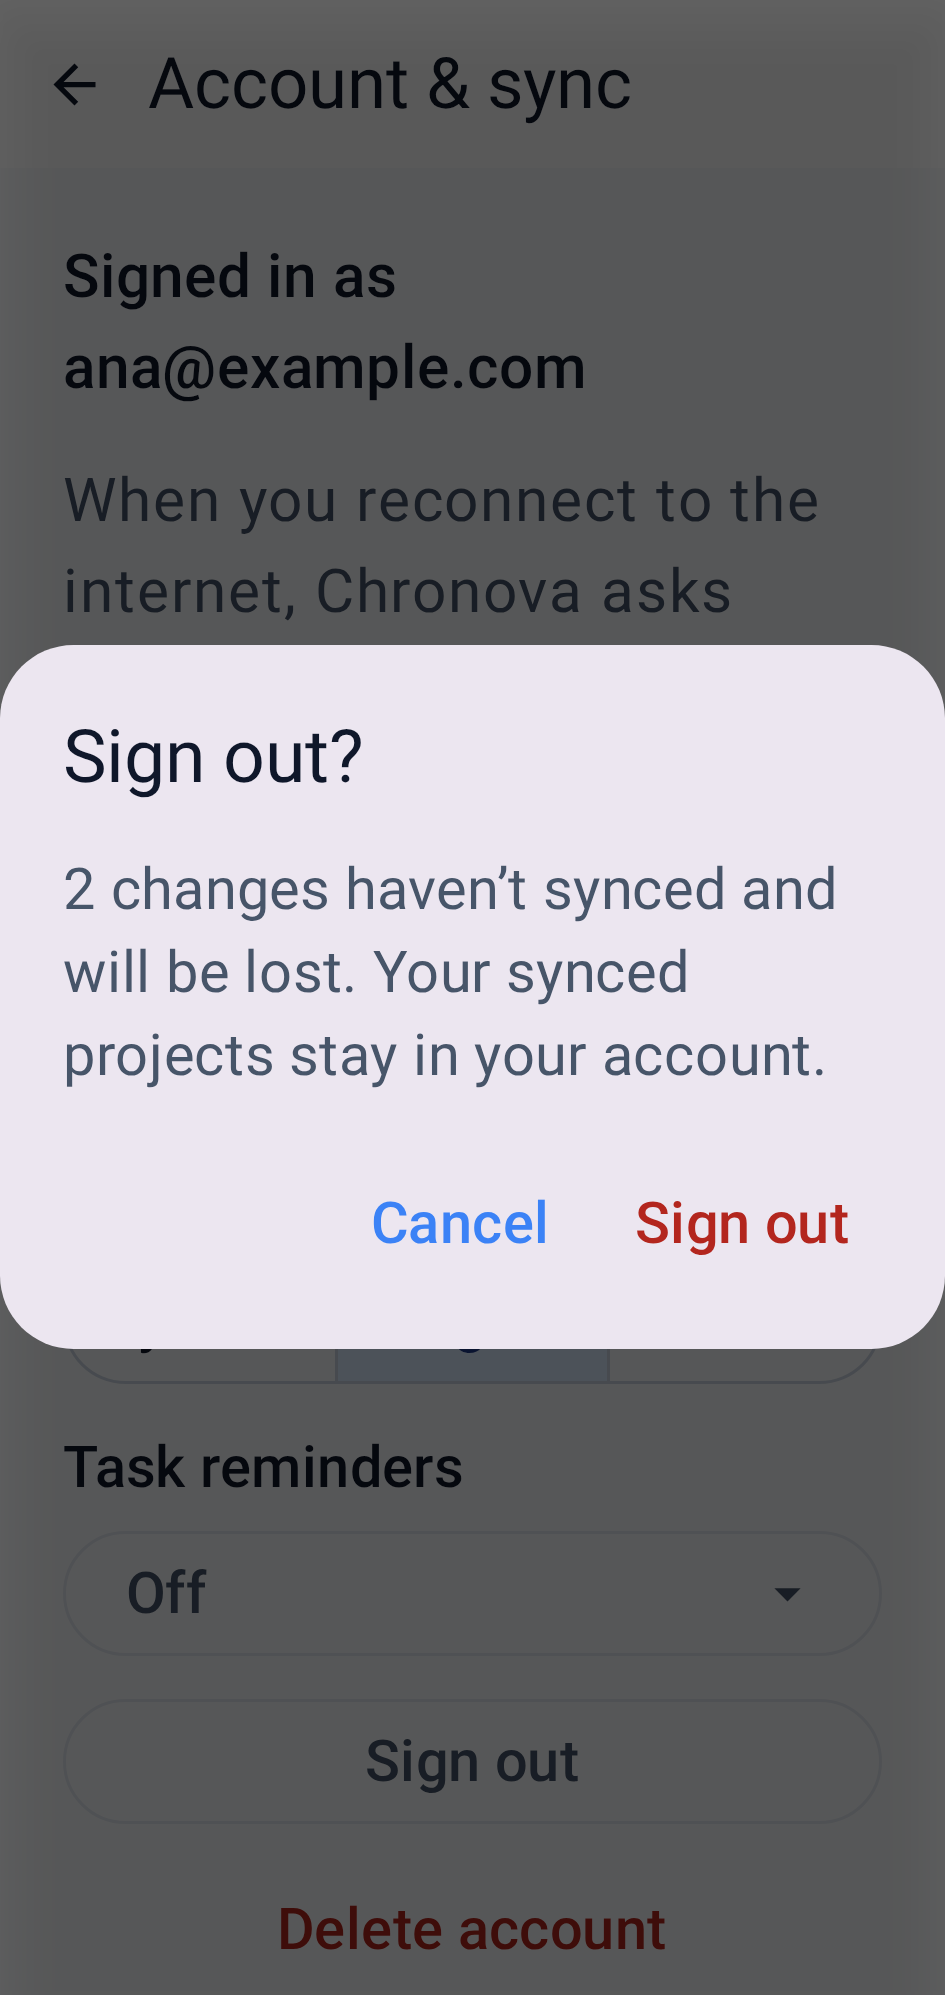 Account & sync
Signed in as
ana@example.com
When you reconnect to the
internet, Chronova asks
Sign out?
2 changes haven’t synced and
will be lost. Your synced
projects stay in your account.
Cancel Sign out
Task reminders
Off
Sign out
Delete account